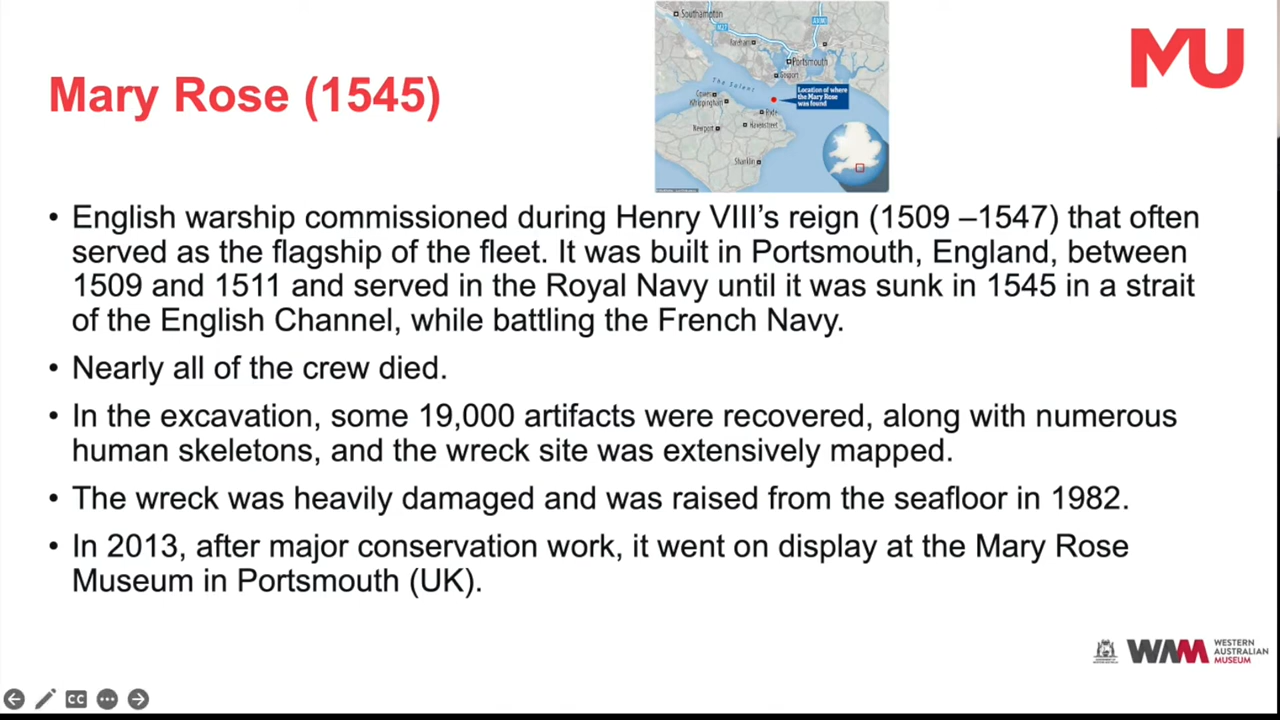 Southampton
M27
Fareham
Portsmouth
Gosport
The Solent
Cowes
Whippingham
Location of where
the Mary Rose
was found
Ryde
Newport
Havenstreet
Shanklin
MU
Mary Rose (1545)
• English warship commissioned during Henry VIII’s reign (1509 –1547) that often
served as the flagship of the fleet. It was built in Portsmouth, England, between
1509 and 1511 and served in the Royal Navy until it was sunk in 1545 in a strait
of the English Channel, while battling the French Navy.
• Nearly all of the crew died.
• In the excavation, some 19,000 artifacts were recovered, along with numerous
human skeletons, and the wreck site was extensively mapped.
• The wreck was heavily damaged and was raised from the seafloor in 1982.
• In 2013, after major conservation work, it went on display at the Mary Rose
Museum in Portsmouth (UK).
WAM
WESTERN
AUSTRALIAN
MUSEUM
CC